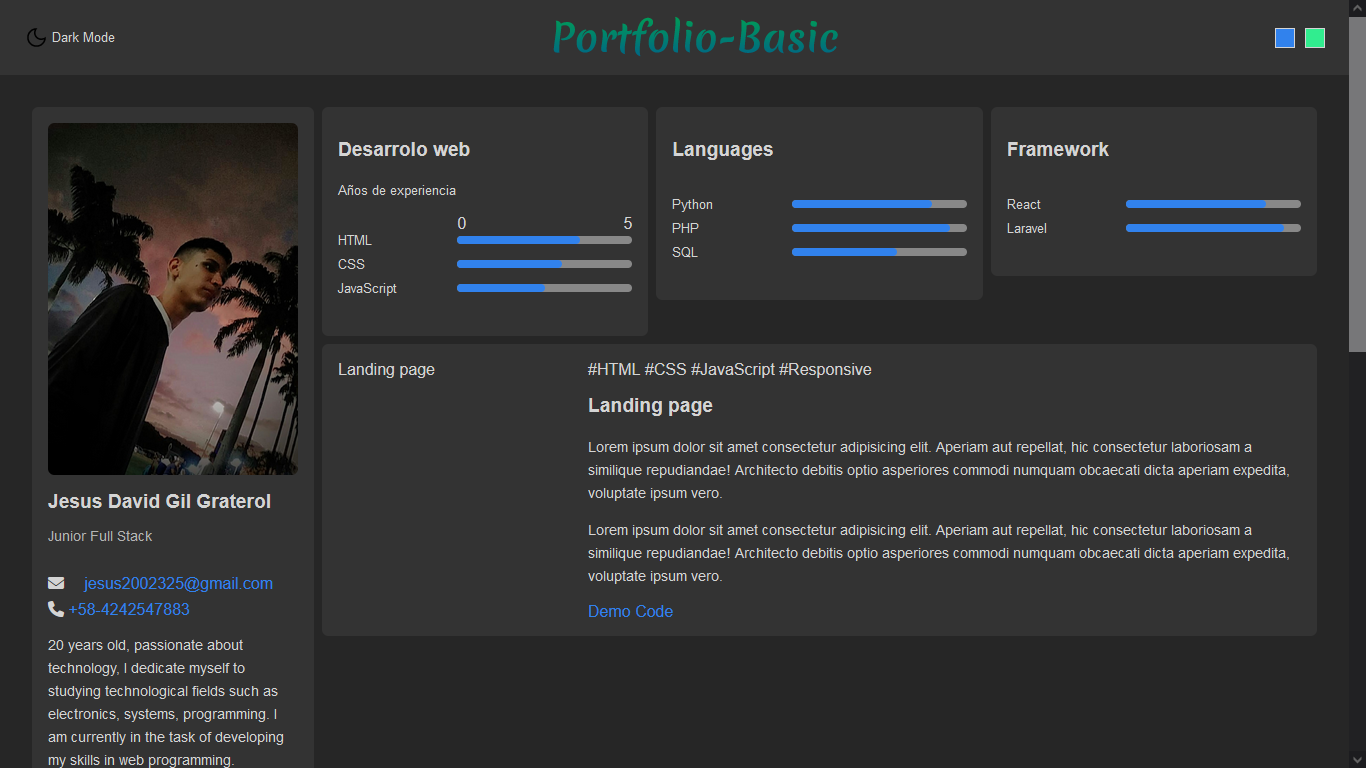 Dark Mode
Portfolio-Basic
Jesus David Gil Graterol
Junior Full Stack
jesus2002325@gmail.com
+58-4242547883
20 years old, passionate about
technology, I dedicate myself to
studying technological fields such as
electronics, systems, programming. I
am currently in the task of developing
my skills in web programming.
Desarrolo web
Años de experiencia
0 5
HTML
CSS
JavaScript
Languages
Python
PHP
SQL
Framework
React
Laravel
Landing page
#HTML #CSS #JavaScript #Responsive
Landing page
Lorem ipsum dolor sit amet consectetur adipisicing elit. Aperiam aut repellat, hic consectetur laboriosam a
similique repudiandae! Architecto debitis optio asperiores commodi numquam obcaecati dicta aperiam expedita,
voluptate ipsum vero.
Lorem ipsum dolor sit amet consectetur adipisicing elit. Aperiam aut repellat, hic consectetur laboriosam a
similique repudiandae! Architecto debitis optio asperiores commodi numquam obcaecati dicta aperiam expedita,
voluptate ipsum vero.
Demo Code